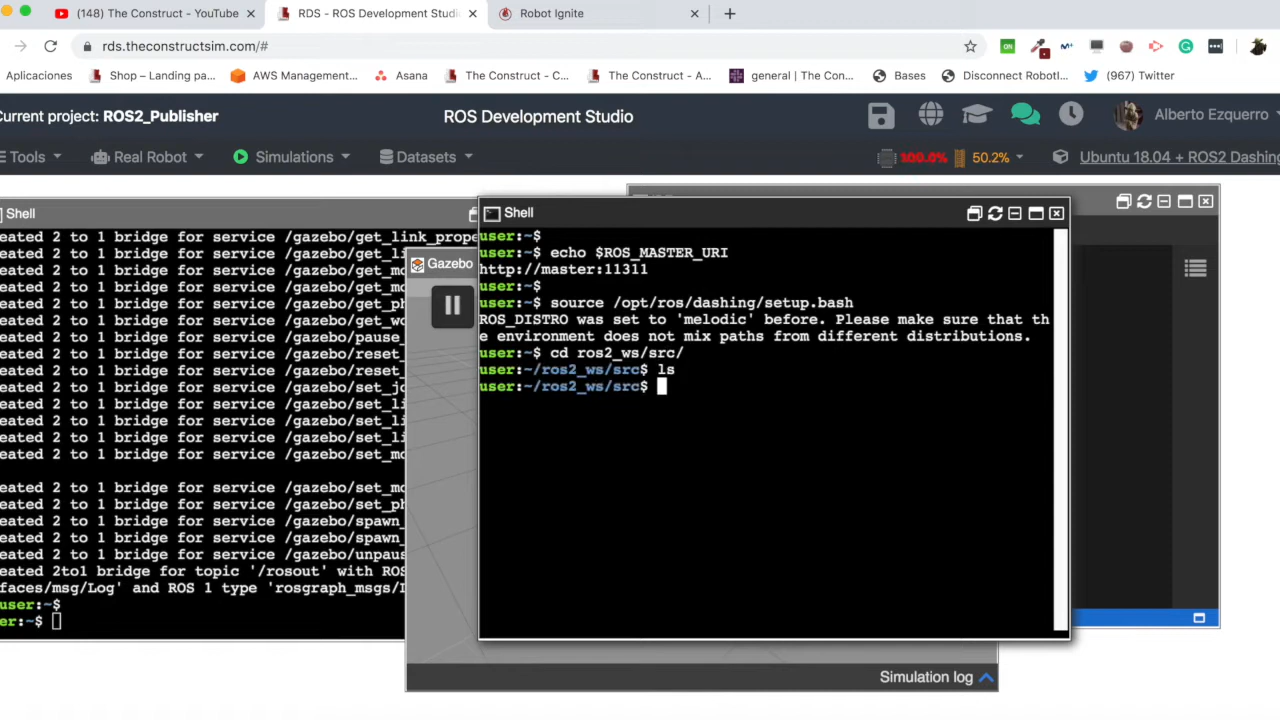 (148) The Construct - YouTube
RDS - ROS Development Studio
Robot Ignite
rds.theconstructsim.com/#
Aplicaciones
Shop – Landing pa...
AWS Management...
Asana
The Construct - C...
The Construct - A...
general | The Con...
Bases
Disconnect RobotI...
(967) Twitter
Current project: ROS2_Publisher
ROS Development Studio
Alberto Ezquerro
Tools
Real Robot
Simulations
Datasets
100.0%
50.2%
Ubuntu 18.04 + ROS2 Dashing
Shell
eated 2 to 1 bridge for service /gazebo/get_link_prope
eated 2 to 1 bridge for service /gazebo/get_li
eated 2 to 1 bridge for service /gazebo/get_mo
eated 2 to 1 bridge for service /gazebo/get_mo
eated 2 to 1 bridge for service /gazebo/get_ph
eated 2 to 1 bridge for service /gazebo/get_wo
eated 2 to 1 bridge for service /gazebo/pause_
eated 2 to 1 bridge for service /gazebo/reset_
eated 2 to 1 bridge for service /gazebo/reset_
eated 2 to 1 bridge for service /gazebo/set_jo
eated 2 to 1 bridge for service /gazebo/set_li
eated 2 to 1 bridge for service /gazebo/set_li
eated 2 to 1 bridge for service /gazebo/set_li
eated 2 to 1 bridge for service /gazebo/set_mo
eated 2 to 1 bridge for service /gazebo/set_mo
eated 2 to 1 bridge for service /gazebo/set_ph
eated 2 to 1 bridge for service /gazebo/spawn_
eated 2 to 1 bridge for service /gazebo/spawn_
eated 2 to 1 bridge for service /gazebo/unpaus
eated 2to1 bridge for topic '/rosout' with ROS
faces/msg/Log' and ROS 1 type 'rosgraph_msgs/
user:~$
er:~$
Gazebo
Shell
user:~$
user:~$ echo $ROS_MASTER_URI
http://master:11311
user:~$
user:~$ source /opt/ros/dashing/setup.bash
ROS_DISTRO was set to 'melodic' before. Please make sure that th
e environment does not mix paths from different distributions.
user:~$ cd ros2_ws/src/
user:~/ros2_ws/src$ ls
user:~/ros2_ws/src$
Simulation log